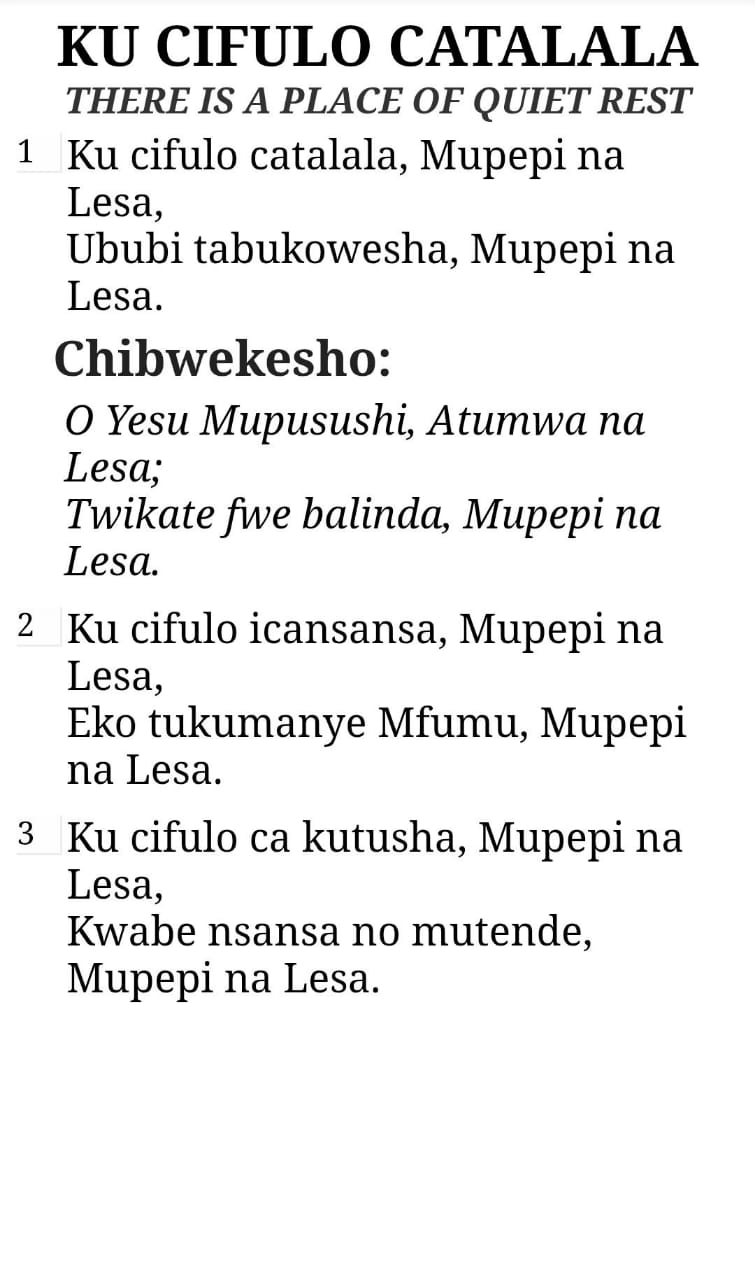 KU CIFULO CATALALA
THERE IS A PLACE OF QUIET REST
1 Ku cifulo catalala, Mupepi na
Lesa,
Ububi tabukowesha, Mupepi na
Lesa.
Chibwekesho:
O Yesu Mupusushi, Atumwa na
Lesa;
Twikate fwe balinda, Mupepi na
Lesa.
2 Ku cifulo icansansa, Mupepi na
Lesa,
Eko tukumanye Mfumu, Mupepi
na Lesa.
3 Ku cifulo ca kutusha, Mupepi na
Lesa,
Kwabe nsansa no mutende,
Mupepi na Lesa.